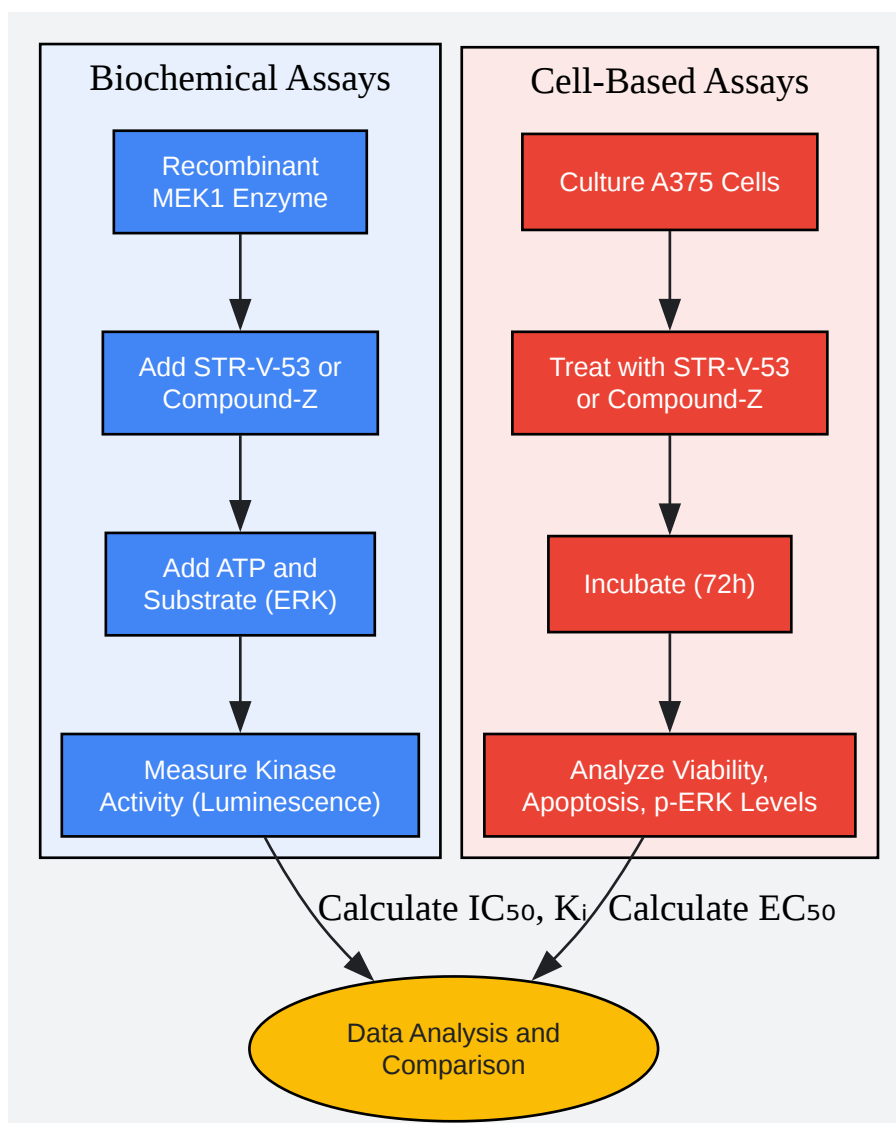 Biochemical Assays
Recombinant
MEK1 Enzyme
Add STR-V-53 or
Compound-Z
Add ATP and
Substrate (ERK)
Measure Kinase
Activity (Luminescence)
Calculate IC₅₀, Kᵢ
Cell-Based Assays
Culture A375 Cells
Treat with STR-V-53
or Compound-Z
Incubate (72h)
Analyze Viability,
Apoptosis, p-ERK Levels
Calculate EC₅₀
Data Analysis and
Comparison